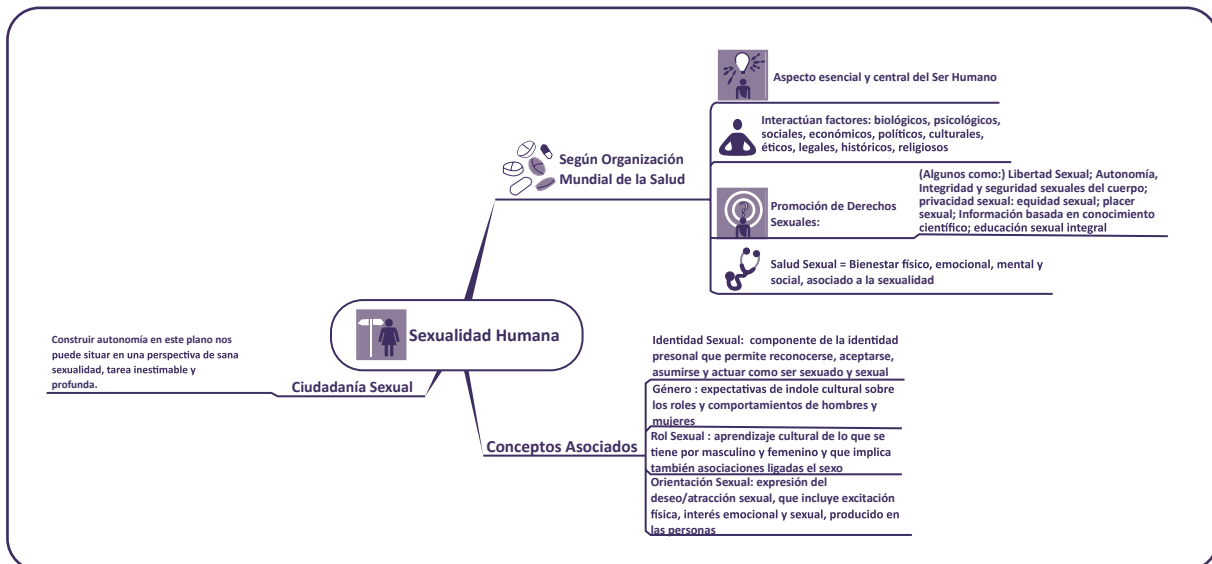 Aspecto esencial y central del Ser Humano
Interactúan factores: biológicos, psicológicos,
sociales, económicos, políticos, culturales,
éticos, legales, históricos, religiosos
Según Organización
Mundial de la Salud
Promoción de Derechos
Sexuales:
(Algunos como:) Libertad Sexual; Autonomía,
Integridad y seguridad sexuales del cuerpo;
privacidad sexual: equidad sexual; placer
sexual; Información basada en conocimiento
científico; educación sexual integral
Salud Sexual = Bienestar físico, emocional, mental y
social, asociado a la sexualidad
Sexualidad Humana
Construir autonomía en este plano nos
puede situar en una perspectiva de sana
sexualidad, tarea inestimable y
profunda.
Ciudadanía Sexual
Conceptos Asociados
Identidad Sexual:  componente de la identidad
presonal que permite reconocerse, aceptarse,
asumirse y actuar como ser sexuado y sexual
Género : expectativas de indole cultural sobre
los roles y comportamientos de hombres y
mujeres
Rol Sexual : aprendizaje cultural de lo que se
tiene por masculino y femenino y que implica
también asociaciones ligadas el sexo
Orientación Sexual: expresión del
deseo/atracción sexual, que incluye excitación
física, interés emocional y sexual, producido en
las personas